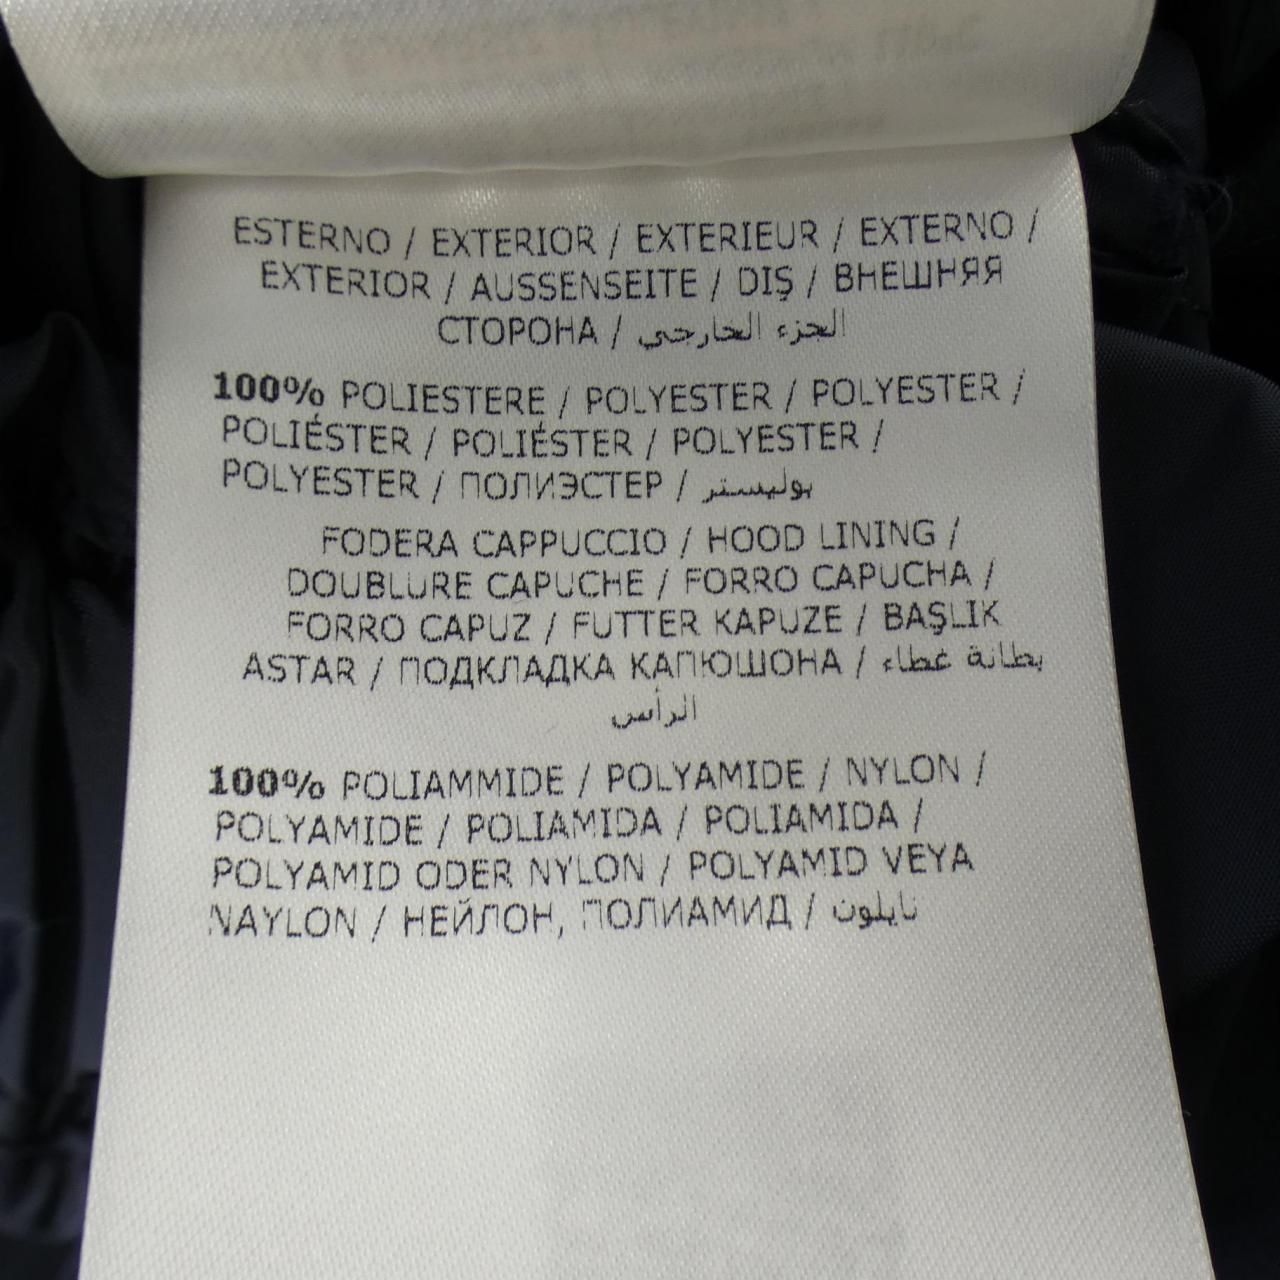 ESTERNO / EXTERIOR / EXTERIEUR / EXTERNO /
EXTERIOR / AUSSENSEITE / DIŞ / ВНЕШНЯЯ
СТОРОНА / الجزء الخارجي
100% POLIESTERE / POLYESTER / POLYESTER /
POLIÉSTER / POLIÉSTER / POLYESTER /
POLYESTER / ПОЛИЭСТЕР / بوليستر
FODERA CAPPUCCIO / HOOD LINING /
DOUBLURE CAPUCHE / FORRO CAPUCHA /
FORRO CAPUZ / FUTTER KAPUZE / BAŞLIK
ASTAR / ПОДКЛАДКА КАПЮШОНА / بطانة غطاء
الرأس
100% POLIAMMIDE / POLYAMIDE / NYLON /
POLYAMIDE / POLIAMIDA / POLIAMIDA /
POLYAMID ODER NYLON / POLYAMID VEYA
NAYLON / НЕЙЛОН, ПОЛИАМИД / نايلون